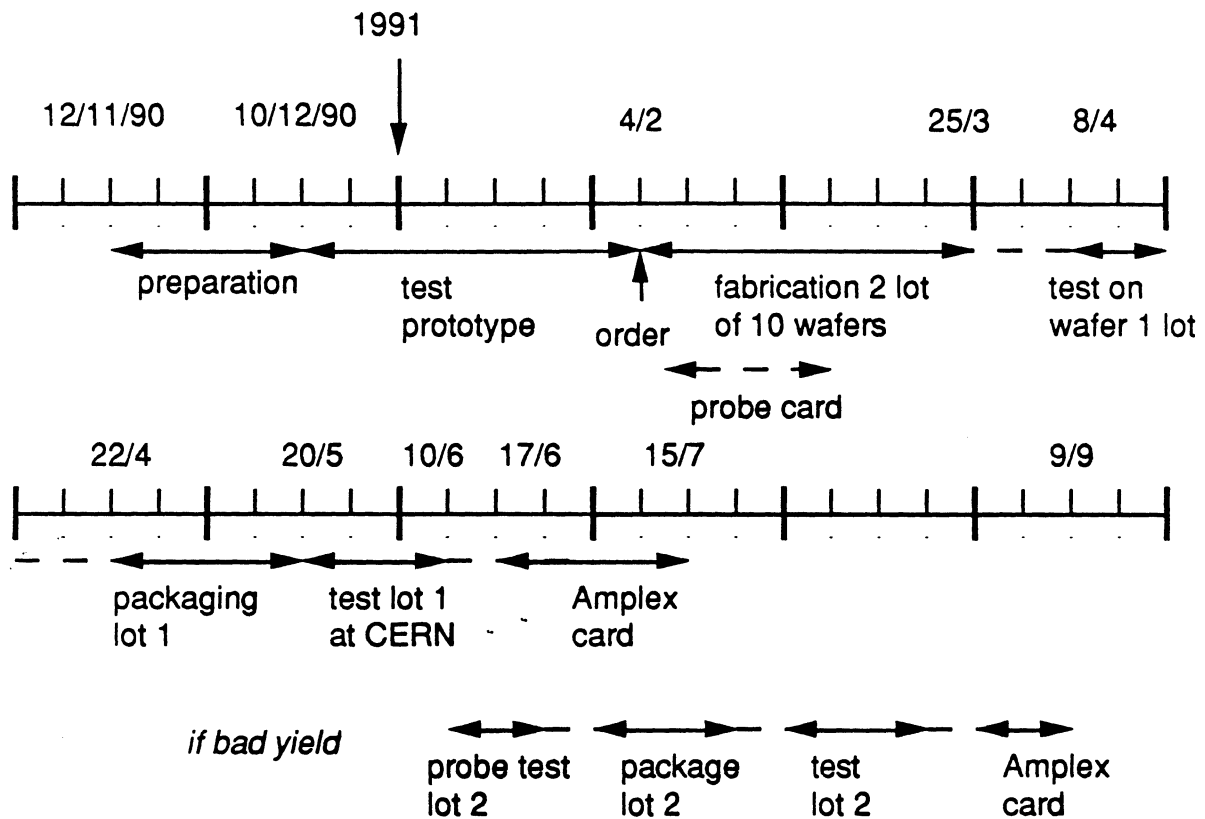 1991
12/11/90 10/12/90 4/2 25/3 8/4
preparation
test
prototype
order
fabrication 2 lot
of 10 wafers
test on
wafer 1 lot
probe card
22/4 20/5 10/6 17/6 15/7 9/9
packaging
lot 1
test lot 1
at CERN
Amplex
card
if bad yield
probe test
lot 2
package
lot 2
test
lot 2
Amplex
card